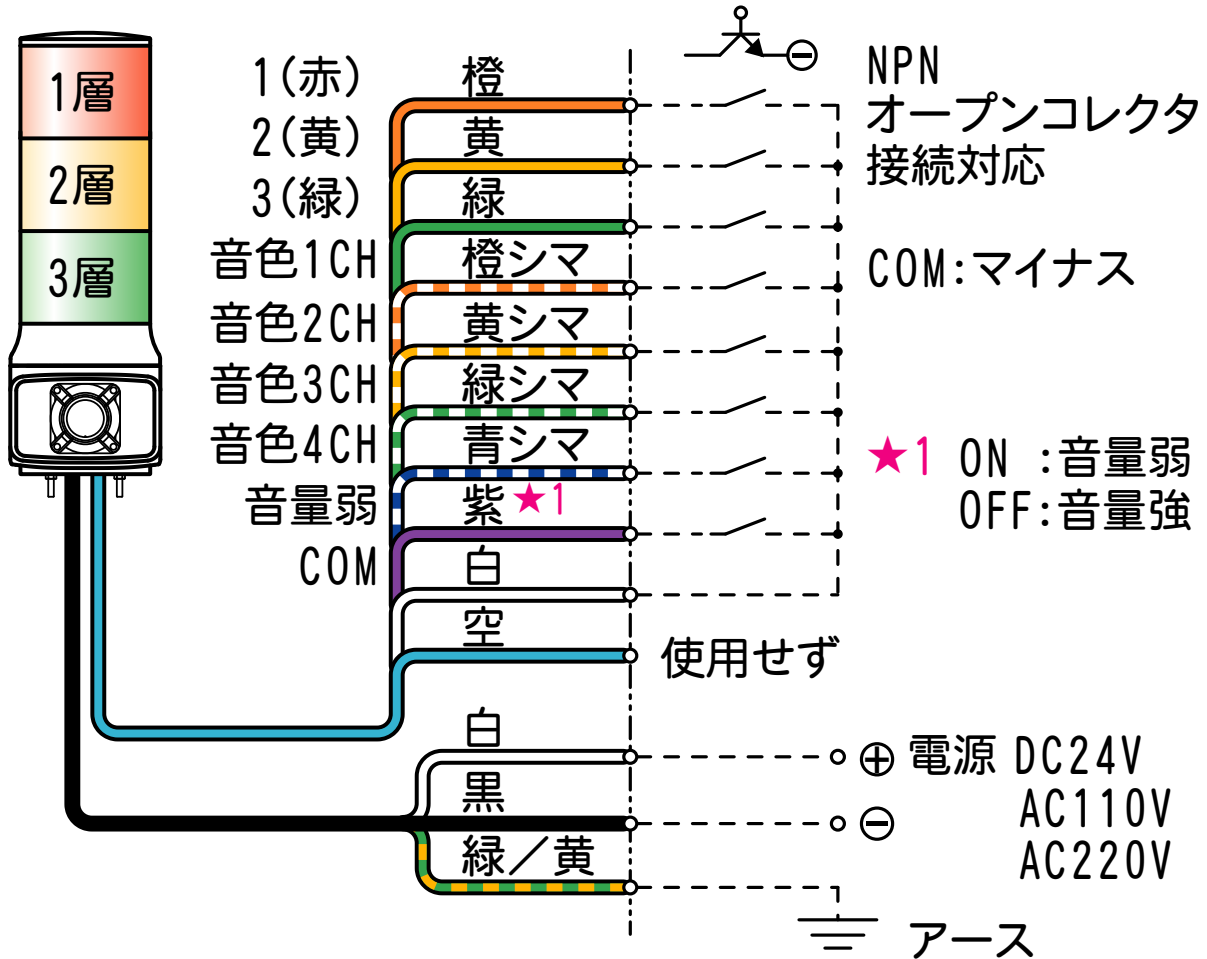 1層
2層
3層
1(赤) 橙
2(黄) 黄
3(緑) 緑
音色1CH 橙シマ
音色2CH 黄シマ
音色3CH 緑シマ
音色4CH 青シマ
音量弱 紫★1
COM 白
空
使用せず
白
黒
緑／黄
NPN
オープンコレクタ
接続対応
COM:マイナス
★1 ON :音量弱
OFF:音量強
⊕ 電源 DC24V
⊖ AC110V
AC220V
アース